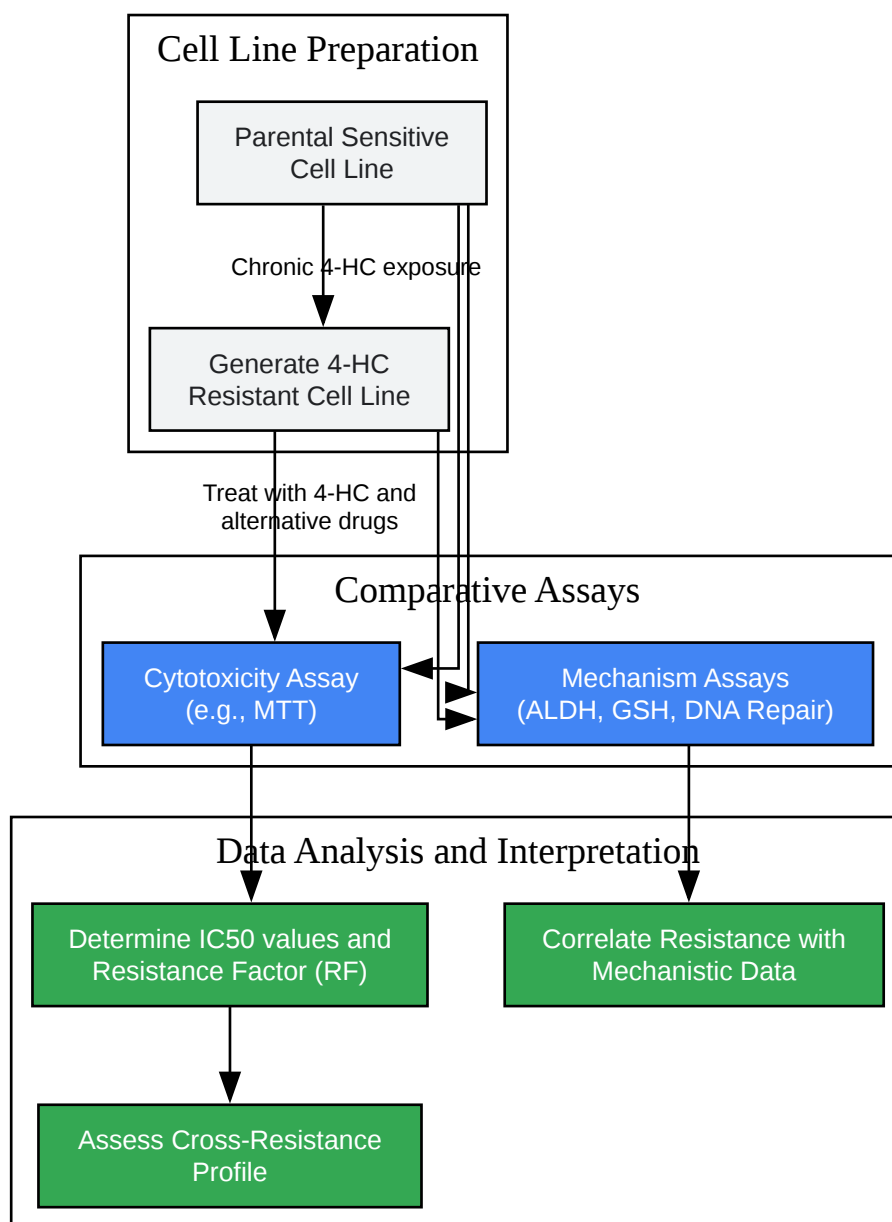 Cell Line Preparation
Parental Sensitive
Cell Line
Chronic 4-HC exposure
Generate 4-HC
Resistant Cell Line
Treat with 4-HC and
alternative drugs
Comparative Assays
Cytotoxicity Assay
(e.g., MTT)
Mechanism Assays
(ALDH, GSH, DNA Repair)
Data Analysis and Interpretation
Determine IC50 values and
Resistance Factor (RF)
Correlate Resistance with
Mechanistic Data
Assess Cross-Resistance
Profile